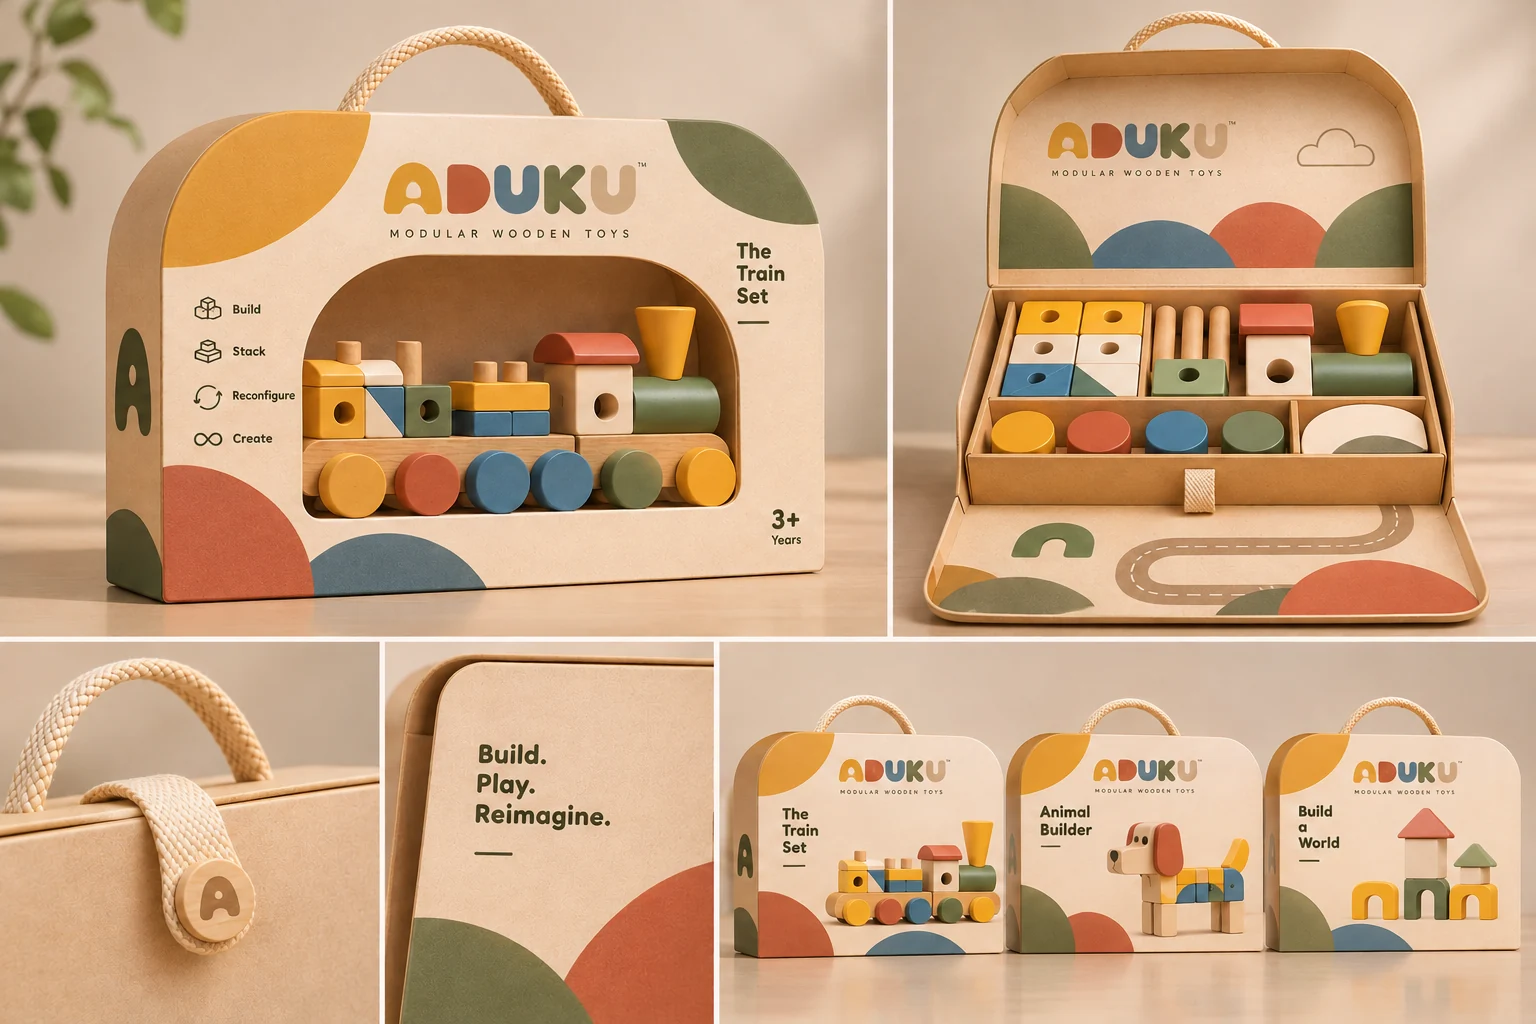 ADUKU™
MODULAR WOODEN TOYS
The
Train
Set
Build
Stack
Reconfigure
Create
A
3+
Years
ADUKU™
MODULAR WOODEN TOYS
A
Build.
Play.
Reimagine.
ADUKU™
MODULAR WOODEN TOYS
The
Train
Set
A
ADUKU™
MODULAR WOODEN TOYS
Animal
Builder
ADUKU™
MODULAR WOODEN TOYS
Build
a
World